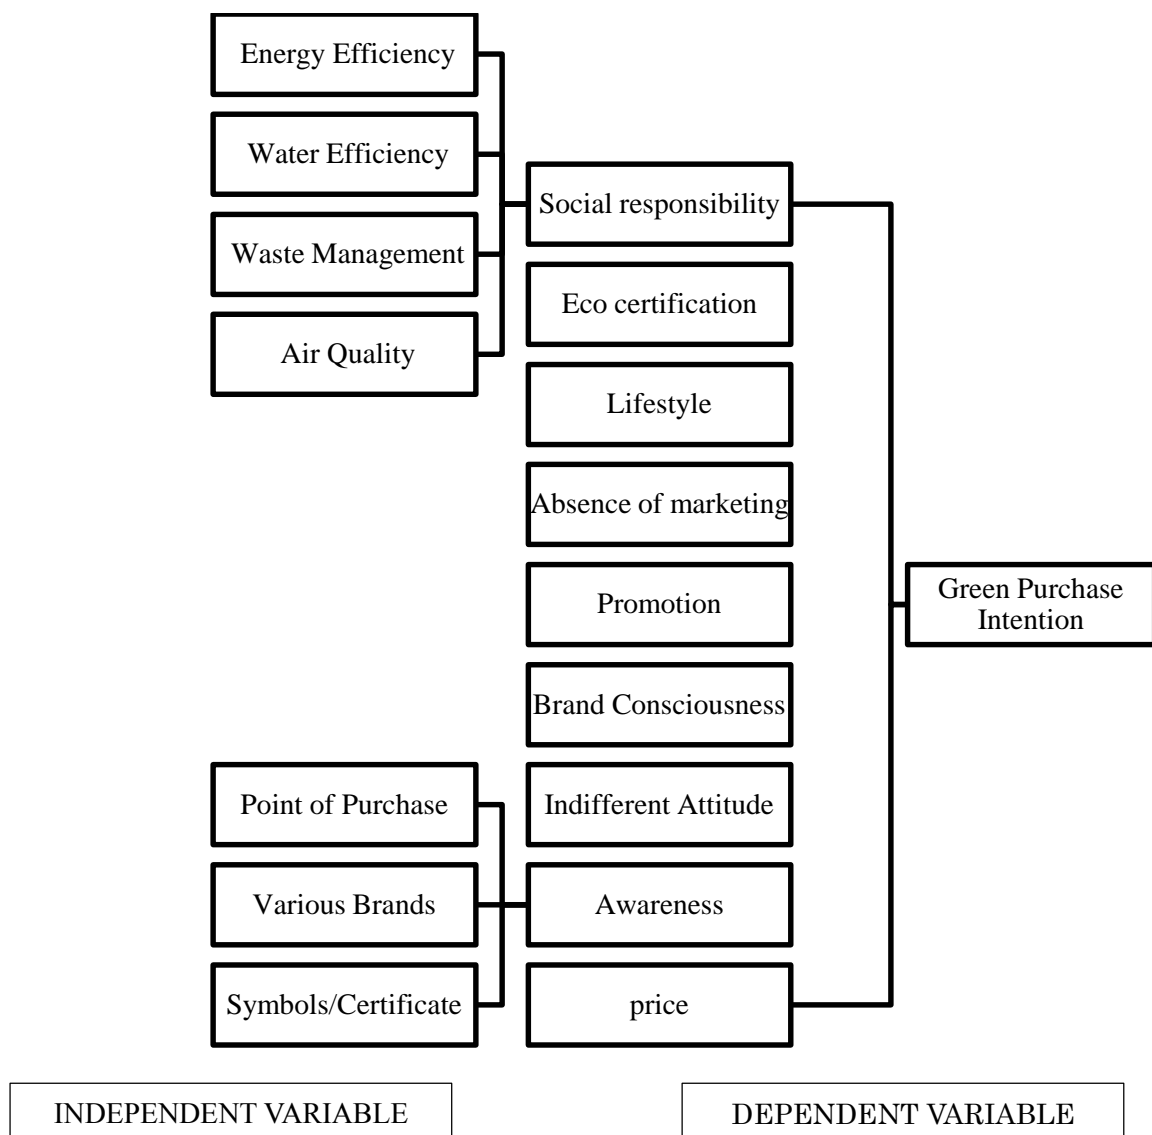 Energy Efficiency
Water Efficiency
Waste Management
Air Quality
Social responsibility
Eco certification
Lifestyle
Absence of marketing
Promotion
Brand Consciousness
Indifferent Attitude
Awareness
price
Point of Purchase
Various Brands
Symbols/Certificate
Green Purchase
Intention
INDEPENDENT VARIABLE
DEPENDENT VARIABLE